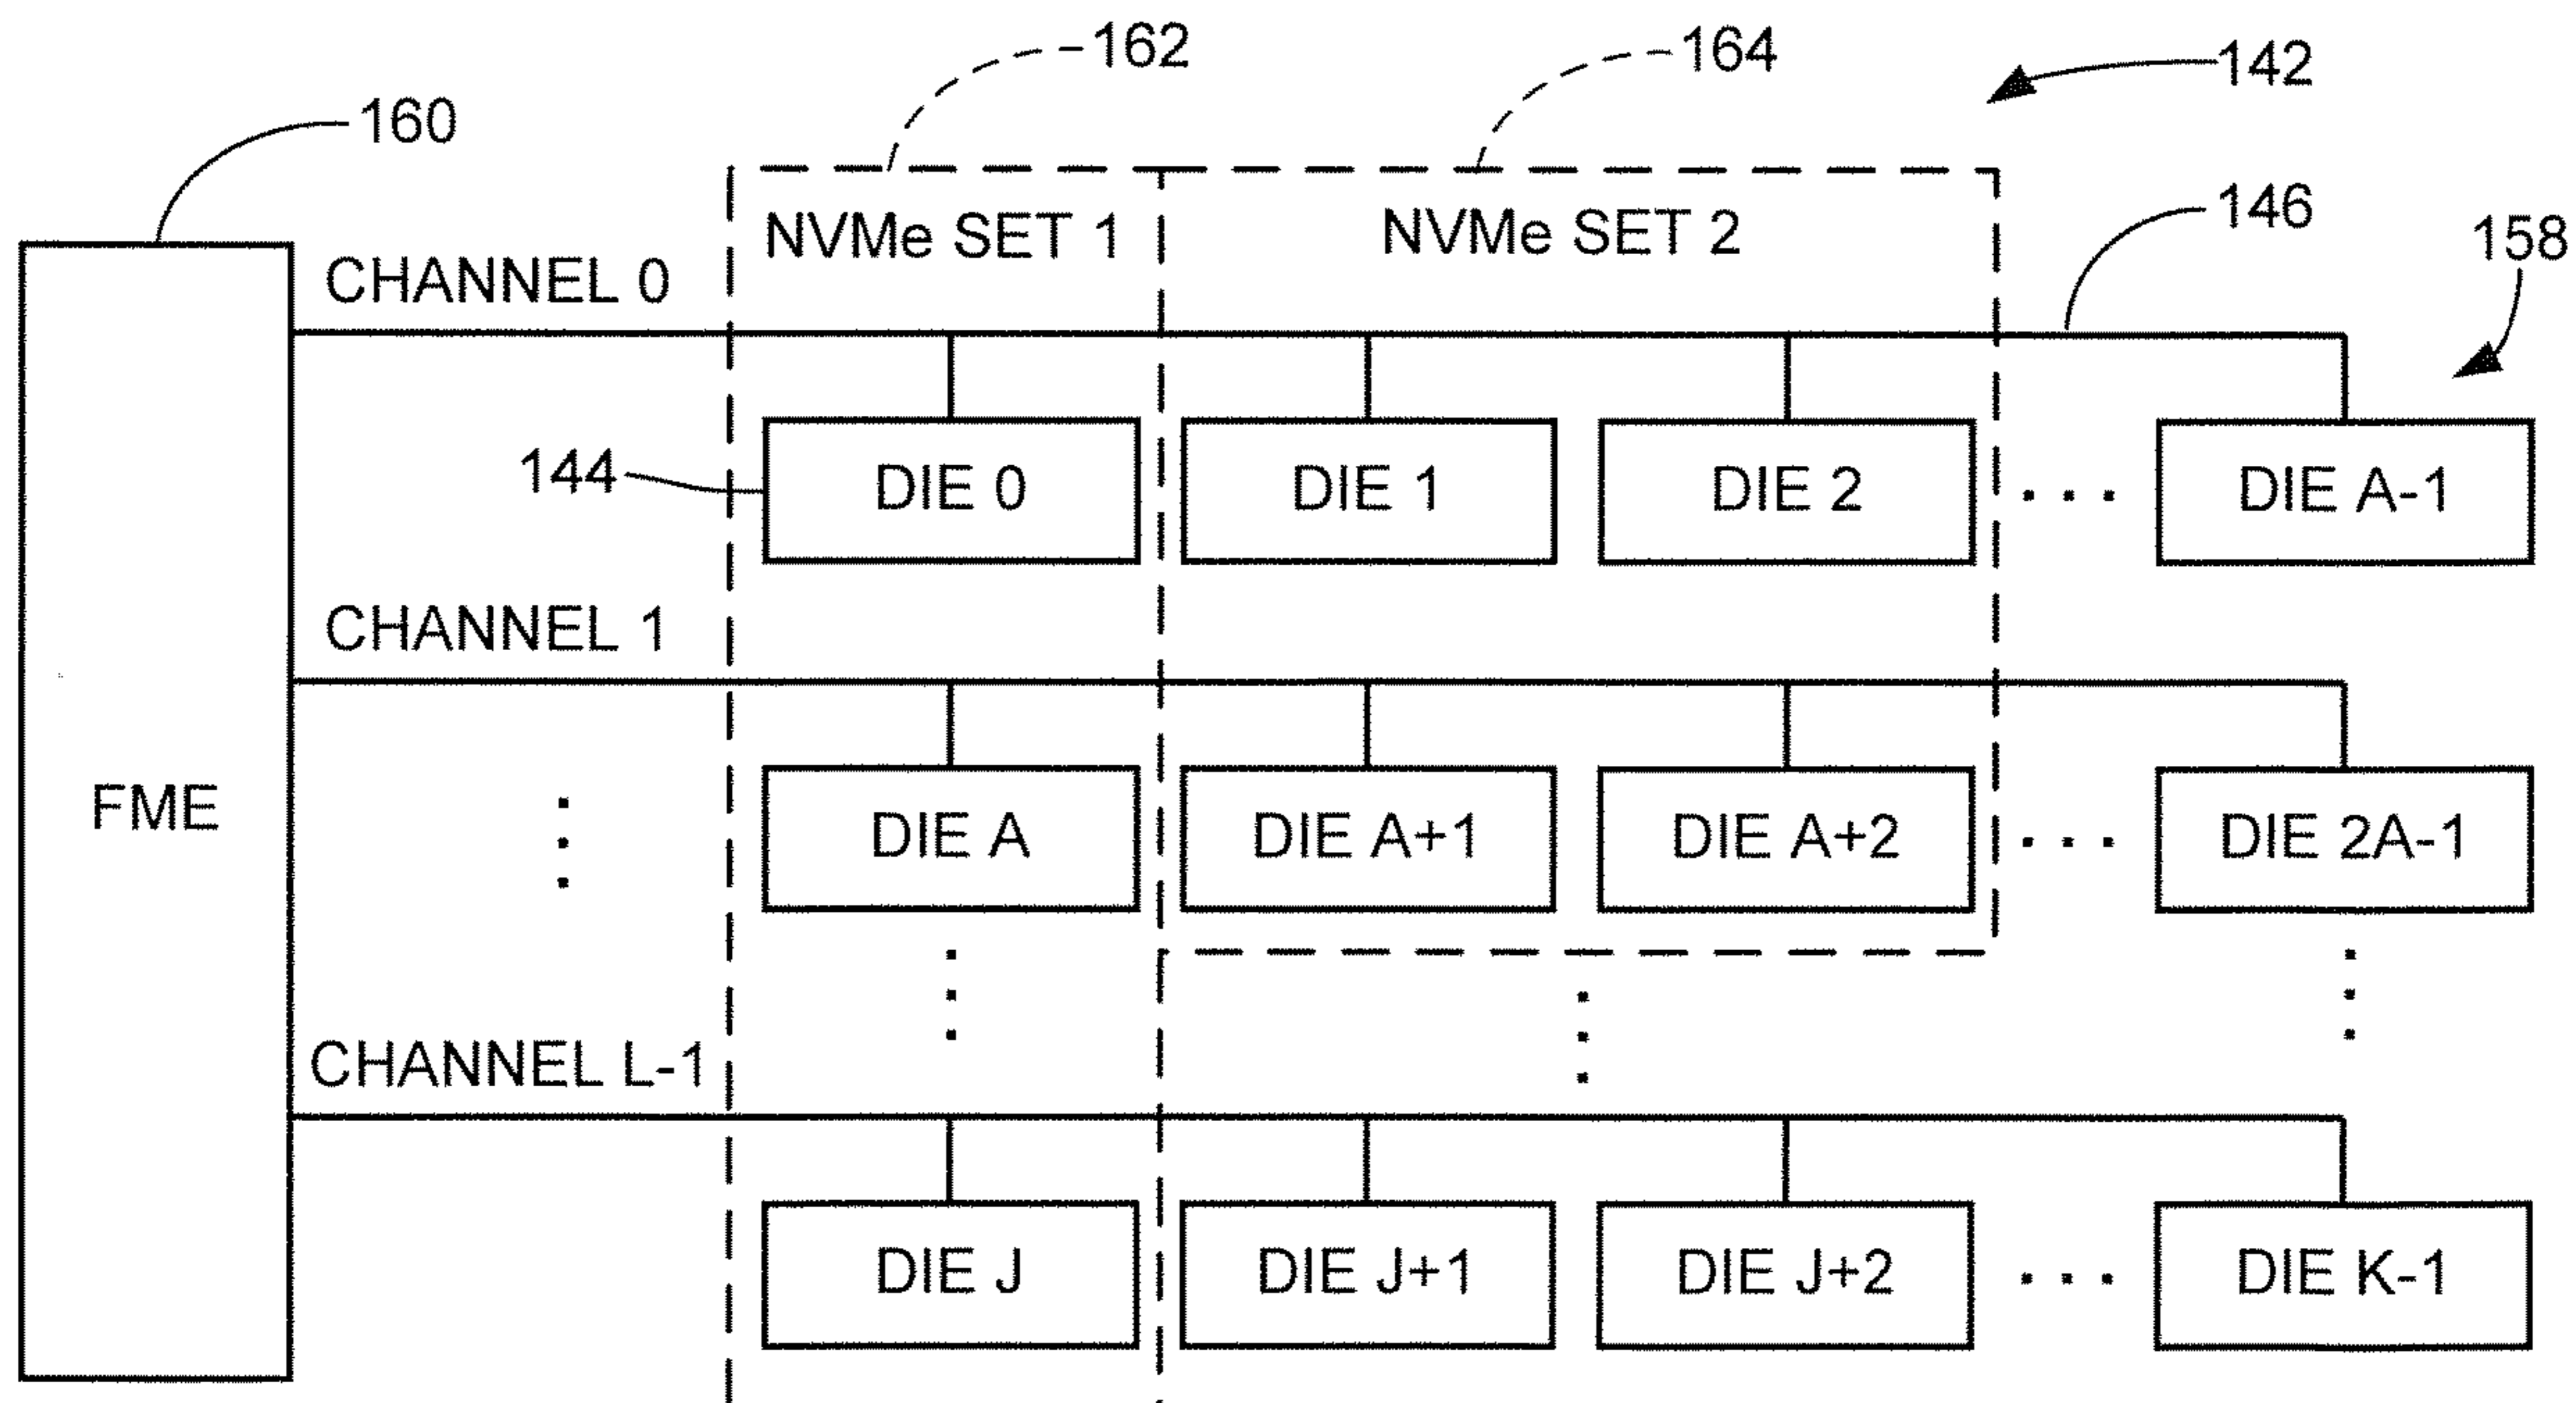 162
164
142
160
NVMe SET 1
NVMe SET 2
146
158
CHANNEL 0
144
DIE 0
DIE 1
DIE 2
. . .
DIE A-1
CHANNEL 1
FME
DIE A
DIE A+1
DIE A+2
. . .
DIE 2A-1
CHANNEL L-1
DIE J
DIE J+1
DIE J+2
. . .
DIE K-1